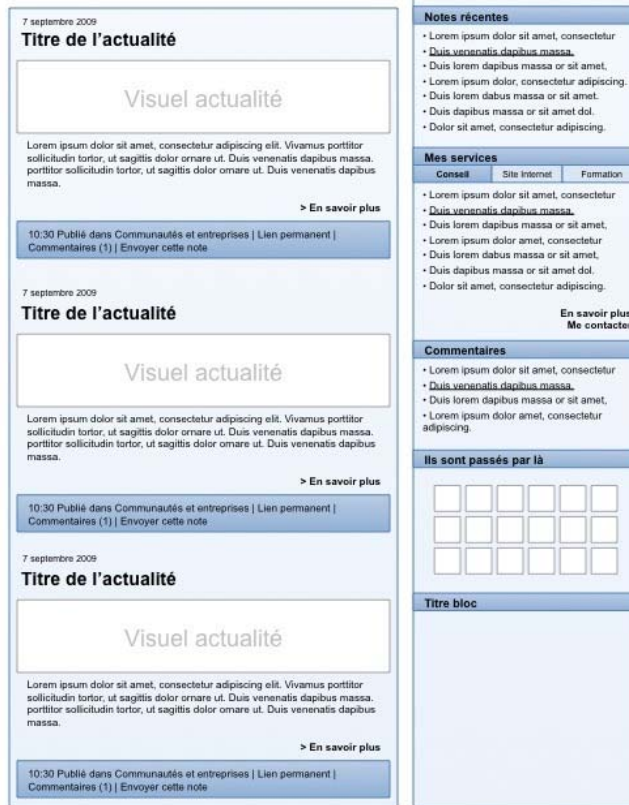 7 septembre 2009
Titre de l'actualité
Visuel actualité
Lorem ipsum dolor sit amet, consectetur adipiscing elit. Vivamus porttitor
sollicitudin tortor, ut sagittis dolor ornare ut. Duis venenatis dapibus massa.
porttitor sollicitudin tortor, ut sagittis dolor ornare ut. Duis venenatis dapibus
massa.
> En savoir plus
10:30 Publié dans Communautés et entreprises | Lien permanent |
Commentaires (1) | Envoyer cette note
7 septembre 2009
Titre de l'actualité
Visuel actualité
Lorem ipsum dolor sit amet, consectetur adipiscing elit. Vivamus porttitor
sollicitudin tortor, ut sagittis dolor ornare ut. Duis venenatis dapibus massa.
porttitor sollicitudin tortor, ut sagittis dolor ornare ut. Duis venenatis dapibus
massa.
> En savoir plus
10:30 Publié dans Communautés et entreprises | Lien permanent |
Commentaires (1) | Envoyer cette note
7 septembre 2009
Titre de l'actualité
Visuel actualité
Lorem ipsum dolor sit amet, consectetur adipiscing elit. Vivamus porttitor
sollicitudin tortor, ut sagittis dolor ornare ut. Duis venenatis dapibus massa.
porttitor sollicitudin tortor, ut sagittis dolor ornare ut. Duis venenatis dapibus
massa.
> En savoir plus
10:30 Publié dans Communautés et entreprises | Lien permanent |
Commentaires (1) | Envoyer cette note
Notes récentes
• Lorem ipsum dolor sit amet, consectetur
• Duis venenatis dapibus massa.
• Duis lorem dapibus massa or sit amet,
• Lorem ipsum dolor, consectetur adipiscing.
• Duis lorem dabus massa or sit amet.
• Duis dapibus massa or sit amet dol.
• Dolor sit amet, consectetur adipiscing.
Mes services
Conseil Site Internet Formation
• Lorem ipsum dolor sit amet, consectetur
• Duis venenatis dapibus massa.
• Duis lorem dapibus massa or sit amet,
• Lorem ipsum dolor amet, consectetur
• Duis lorem dabus massa or sit amet,
• Duis dapibus massa or sit amet dol.
• Dolor sit amet, consectetur adipiscing.
En savoir plus
Me contacter
Commentaires
• Lorem ipsum dolor sit amet, consectetur
• Duis venenatis dapibus massa.
• Duis lorem dapibus massa or sit amet,
• Lorem ipsum dolor amet, consectetur
adipiscing.
Ils sont passés par là
Titre bloc